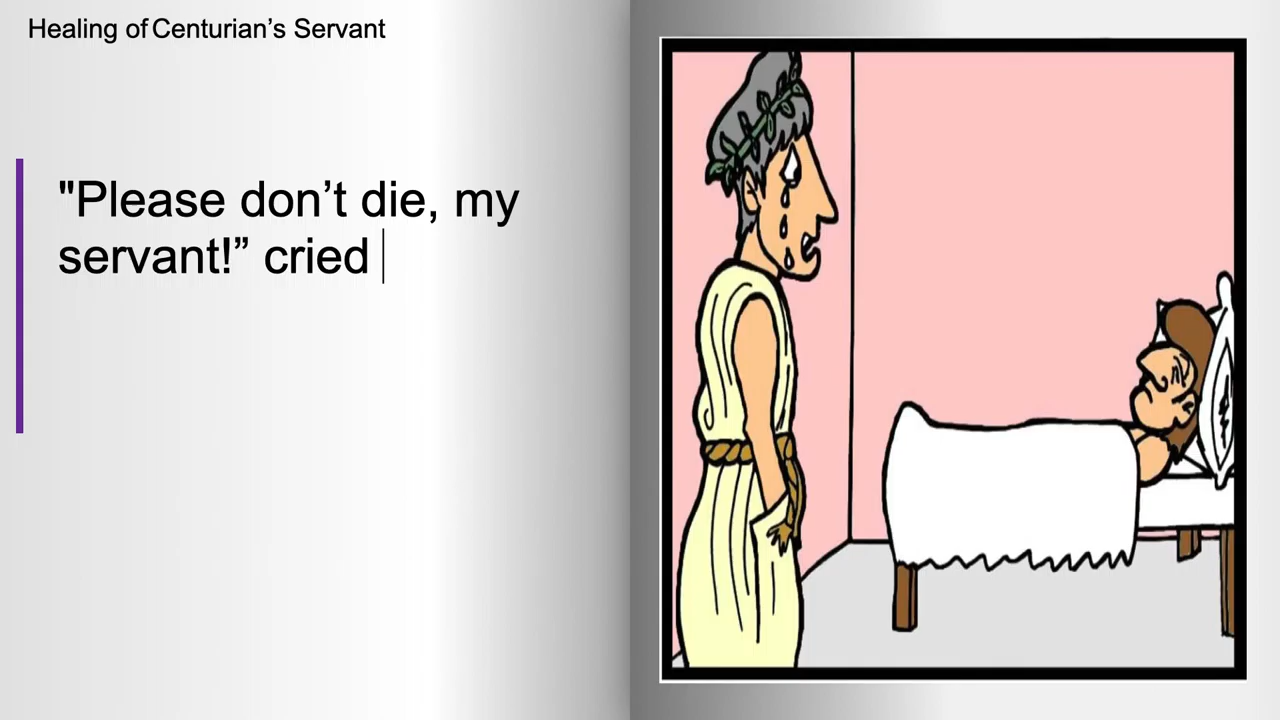 Healing of Centurian’s Servant
"Please don’t die, my
servant!” cried